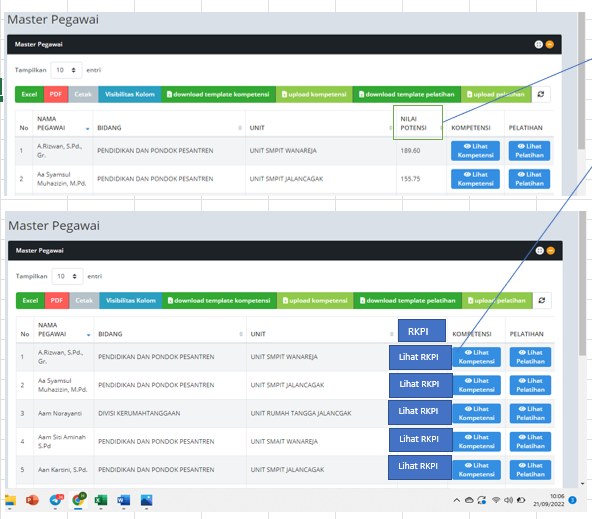 Master Pegawai
Master Pegawai
Tampilkan 10 entri
Excel PDF Cetak Visibilitas Kolom download template kompetensi upload kompetensi download template pelatihan upload pelatihan
No NAMA PEGAWAI BIDANG UNIT NILAI POTENSI KOMPETENSI PELATIHAN
1 A.Rizwan, S.Pd., Gr. PENDIDIKAN DAN PONDOK PESANTREN UNIT SMPIT WANAREJA 189.60 Lihat Kompetensi Lihat Pelatihan
2 Aa Syamsul Muhazizin, M.Pd. PENDIDIKAN DAN PONDOK PESANTREN UNIT SMPIT JALANCAGAK 155.75 Lihat Kompetensi Lihat Pelatihan
Master Pegawai
Master Pegawai
Tampilkan 10 entri
Excel PDF Cetak Visibilitas Kolom download template kompetensi upload kompetensi download template pelatihan upload pelatihan
No NAMA PEGAWAI BIDANG UNIT RKPI KOMPETENSI PELATIHAN
1 A.Rizwan, S.Pd., Gr. PENDIDIKAN DAN PONDOK PESANTREN UNIT SMPIT WANAREJA Lihat RKPI Lihat Kompetensi Lihat Pelatihan
2 Aa Syamsul Muhazizin, M.Pd. PENDIDIKAN DAN PONDOK PESANTREN UNIT SMPIT JALANCAGAK Lihat RKPI Lihat Kompetensi Lihat Pelatihan
3 Aam Norayanti DIVISI KERUMAHTANGGAAN UNIT RUMAH TANGGA JALANCGAK Lihat RKPI Lihat Kompetensi Lihat Pelatihan
4 Aam Siti Aminah S.Pd PENDIDIKAN DAN PONDOK PESANTREN UNIT SMAIT WANAREJA Lihat RKPI Lihat Kompetensi Lihat Pelatihan
5 Aan Kartini, S.Pd. PENDIDIKAN DAN PONDOK PESANTREN UNIT SMPIT JALANCAGAK Lihat RKPI Lihat Kompetensi Lihat Pelatihan
10:06
21/09/2022